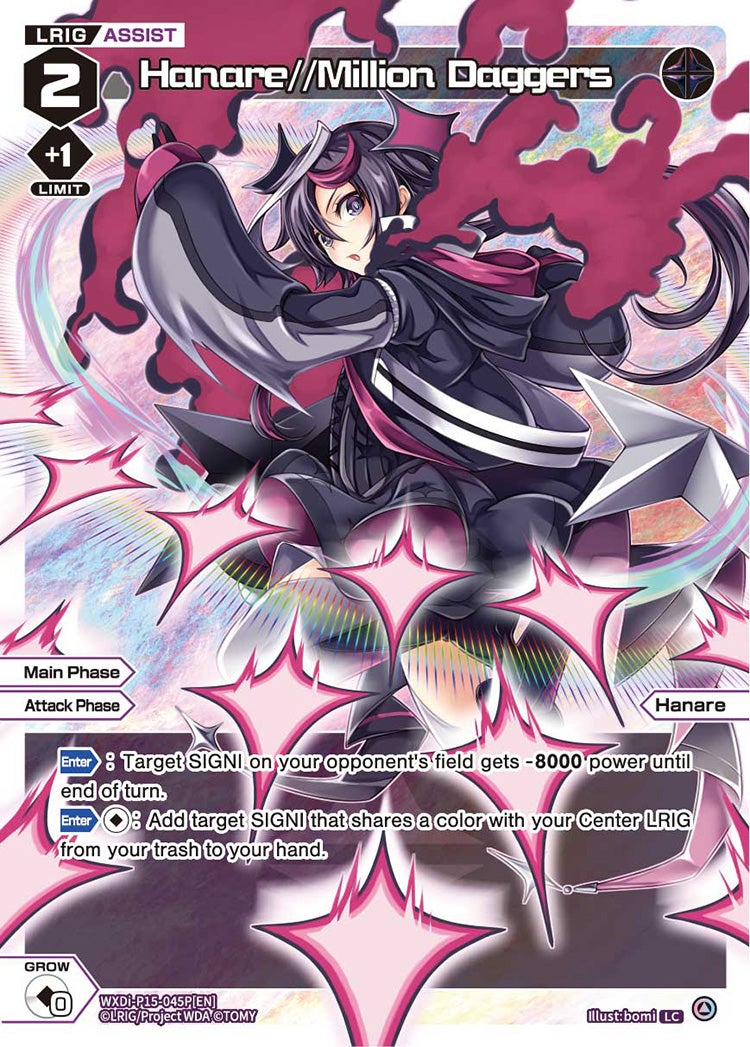 LRIG ASSIST
2
Hanare//Million Daggers
+1
LIMIT
Main Phase
Attack Phase
Hanare
Enter : Target SIGNI on your opponent's field gets -8000 power until
end of turn.
Enter : Add target SIGNI that shares a color with your Center LRIG
from your trash to your hand.
GROW
0
WXDi-P15-045P[EN]
©LRIG/Project WDA ©TOMY
Illust:bomi LC